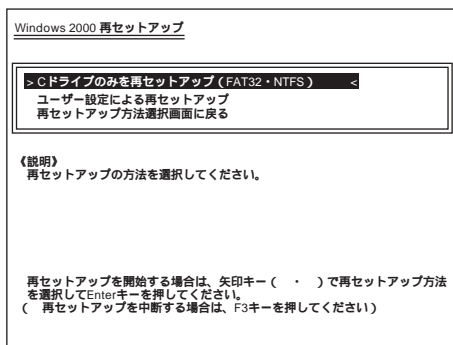 Windows 2000 再セットアップ
> Cドライブのみを再セットアップ(FAT32・NTFS) <
ユーザー設定による再セットアップ
再セットアップ方法選択画面に戻る
《説明》
再セットアップの方法を選択してください。
再セットアップを開始する場合は、矢印キー( ・ )で再セットアップ方法
を選択してEnterキーを押してください。
( 再セットアップを中断する場合は、F3キーを押してください)